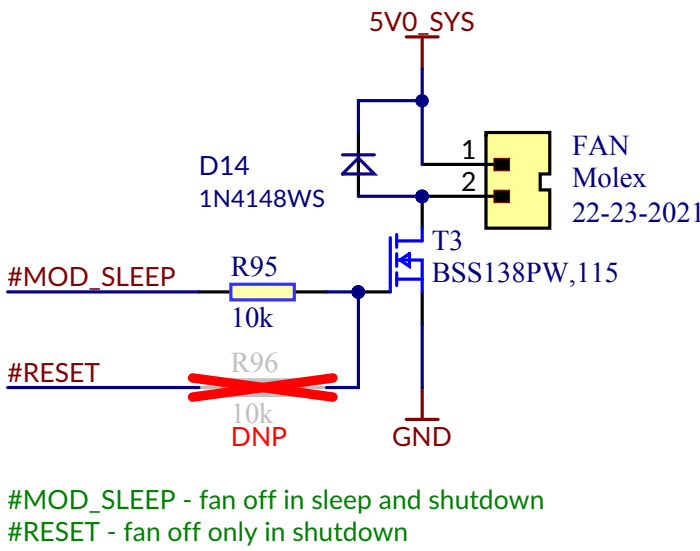 5V0_SYS
D14
1N4148WS
1
2
FAN
Molex
22-23-2021
T3
BSS138PW,115
#MOD_SLEEP
R95
10k
#RESET
R96
10k
DNP
GND
#MOD_SLEEP - fan off in sleep and shutdown
#RESET - fan off only in shutdown